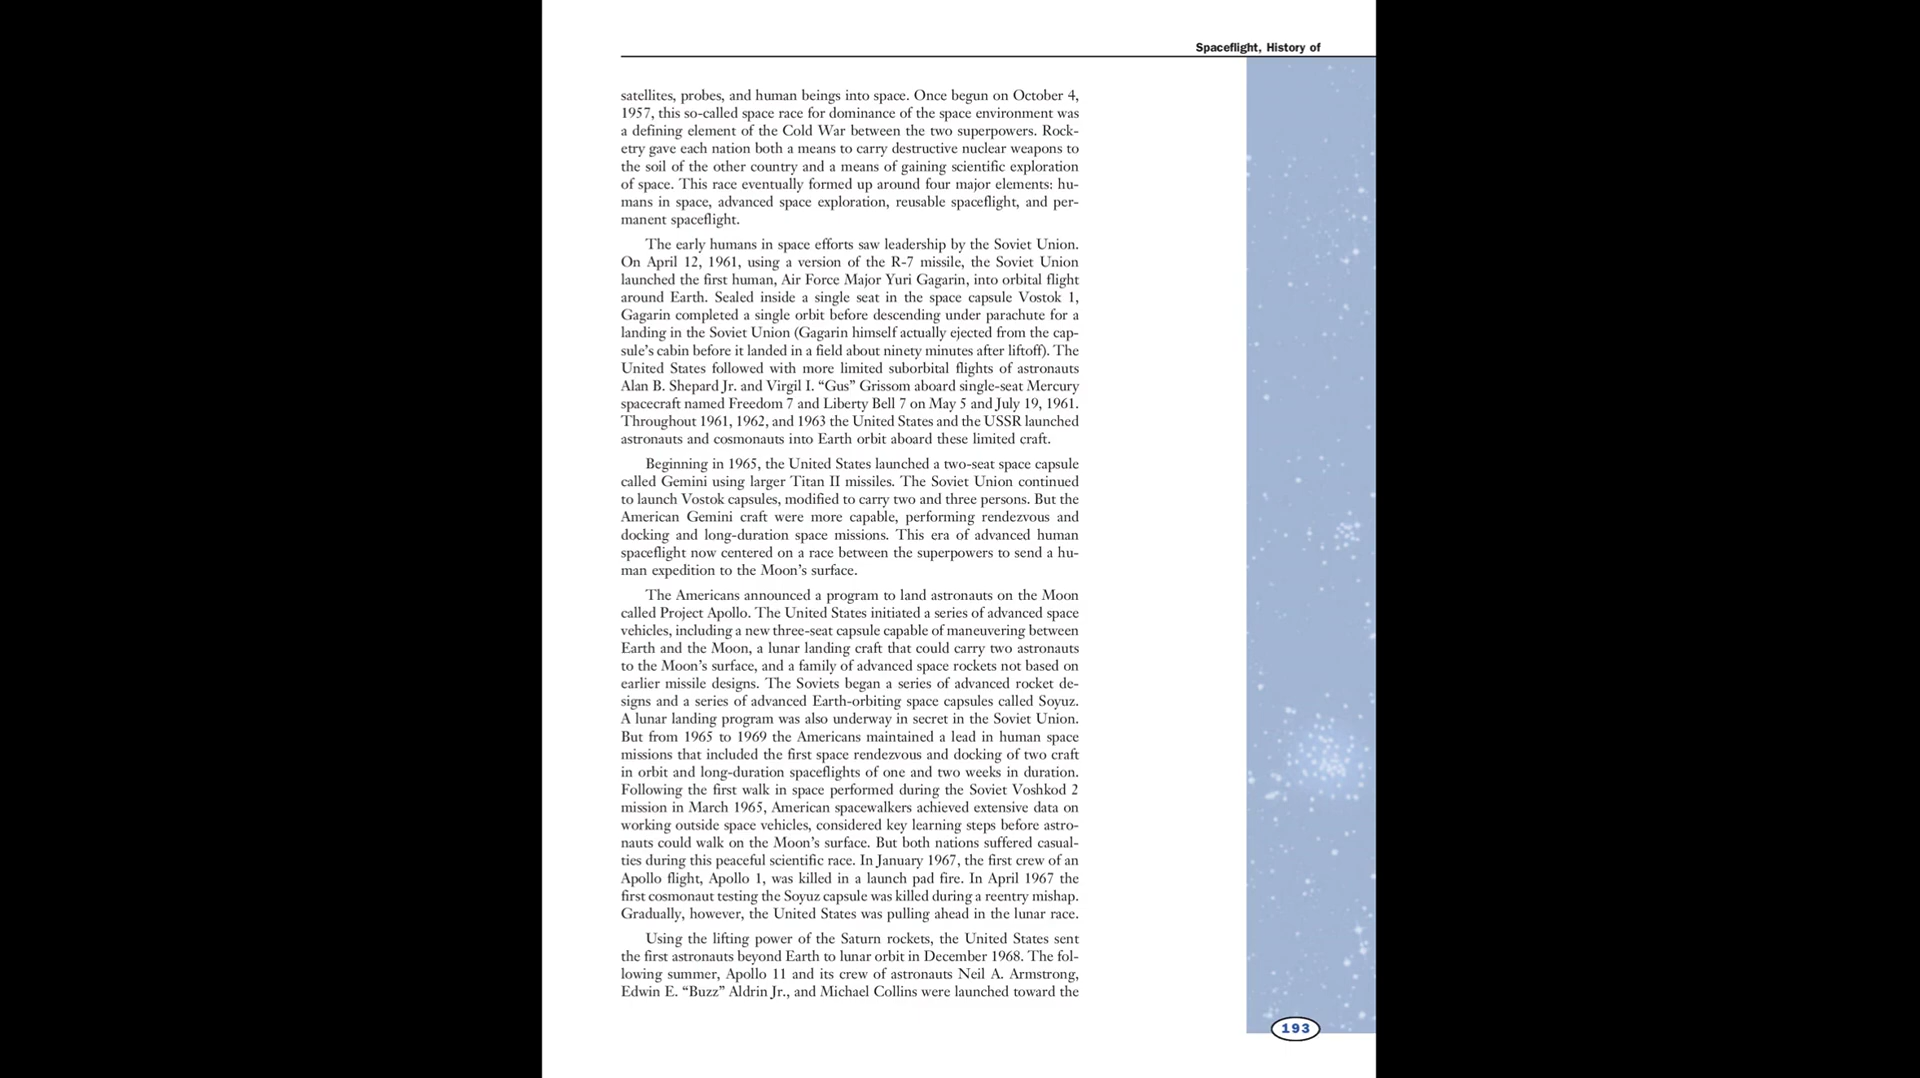 Spaceflight, History of
satellites, probes, and human beings into space. Once begun on October 4,
1957, this so-called space race for dominance of the space environment was
a defining element of the Cold War between the two superpowers. Rock-
etry gave each nation both a means to carry destructive nuclear weapons to
the soil of the other country and a means of gaining scientific exploration
of space. This race eventually formed up around four major elements: hu-
mans in space, advanced space exploration, reusable spaceflight, and per-
manent spaceflight.
The early humans in space efforts saw leadership by the Soviet Union.
On April 12, 1961, using a version of the R-7 missile, the Soviet Union
launched the first human, Air Force Major Yuri Gagarin, into orbital flight
around Earth. Sealed inside a single seat in the space capsule Vostok 1,
Gagarin completed a single orbit before descending under parachute for a
landing in the Soviet Union (Gagarin himself actually ejected from the cap-
sule's cabin before it landed in a field about ninety minutes after liftoff). The
United States followed with more limited suborbital flights of astronauts
Alan B. Shepard Jr. and Virgil I. “Gus” Grissom aboard single-seat Mercury
spacecraft named Freedom 7 and Liberty Bell 7 on May 5 and July 19, 1961.
Throughout 1961, 1962, and 1963 the United States and the USSR launched
astronauts and cosmonauts into Earth orbit aboard these limited craft.
Beginning in 1965, the United States launched a two-seat space capsule
called Gemini using larger Titan II missiles. The Soviet Union continued
to launch Vostok capsules, modified to carry two and three persons. But the
American Gemini craft were more capable, performing rendezvous and
docking and long-duration space missions. This era of advanced human
spaceflight now centered on a race between the superpowers to send a hu-
man expedition to the Moon's surface.
The Americans announced a program to land astronauts on the Moon
called Project Apollo. The United States initiated a series of advanced space
vehicles, including a new three-seat capsule capable of maneuvering between
Earth and the Moon, a lunar landing craft that could carry two astronauts
to the Moon's surface, and a family of advanced space rockets not based on
earlier missile designs. The Soviets began a series of advanced rocket de-
signs and a series of advanced Earth-orbiting space capsules called Soyuz.
A lunar landing program was also underway in secret in the Soviet Union.
But from 1965 to 1969 the Americans maintained a lead in human space
missions that included the first space rendezvous and docking of two craft
in orbit and long-duration spaceflights of one and two weeks in duration.
Following the first walk in space performed during the Soviet Voshkod 2
mission in March 1965, American spacewalkers achieved extensive data on
working outside space vehicles, considered key learning steps before astro-
nauts could walk on the Moon's surface. But both nations suffered casual-
ties during this peaceful scientific race. In January 1967, the first crew of an
Apollo flight, Apollo 1, was killed in a launch pad fire. In April 1967 the
first cosmonaut testing the Soyuz capsule was killed during a reentry mishap.
Gradually, however, the United States was pulling ahead in the lunar race.
Using the lifting power of the Saturn rockets, the United States sent
the first astronauts beyond Earth to lunar orbit in December 1968. The fol-
lowing summer, Apollo 11 and its crew of astronauts Neil A. Armstrong,
Edwin E. “Buzz” Aldrin Jr., and Michael Collins were launched toward the
193